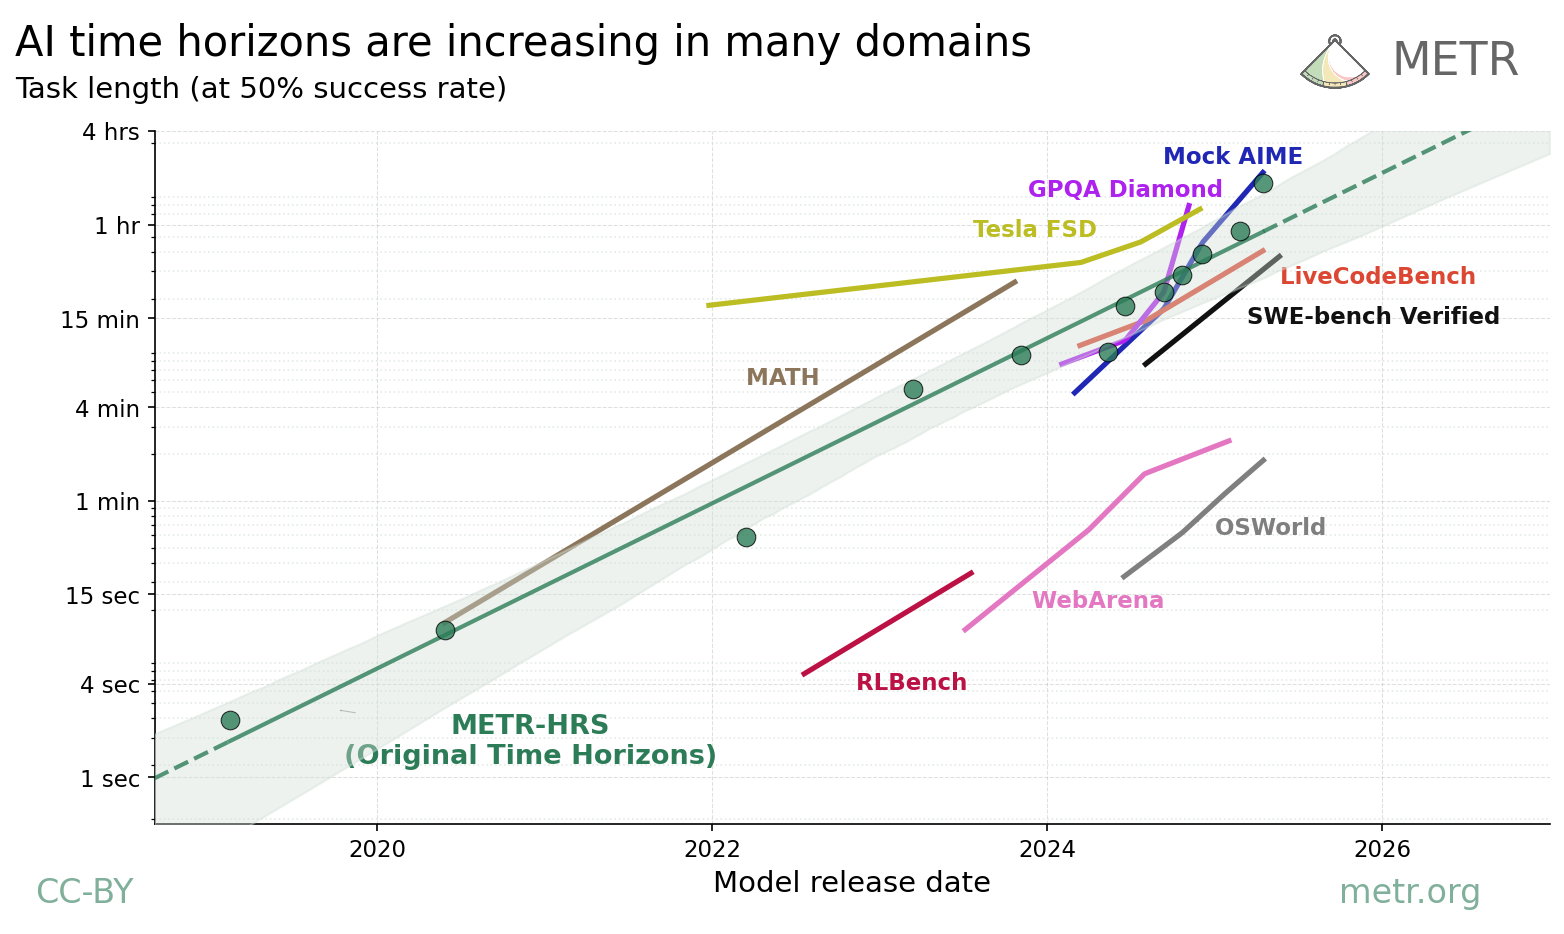 AI time horizons are increasing in many domains
METR
Task length (at 50% success rate)
4 hrs
1 hr
15 min
4 min
1 min
15 sec
4 sec
1 sec
Mock AIME
GPQA Diamond
Tesla FSD
LiveCodeBench
SWE-bench Verified
MATH
OSWorld
WebArena
RLBench
METR-HRS
(Original Time Horizons)
2020
2022
2024
2026
Model release date
CC-BY
metr.org